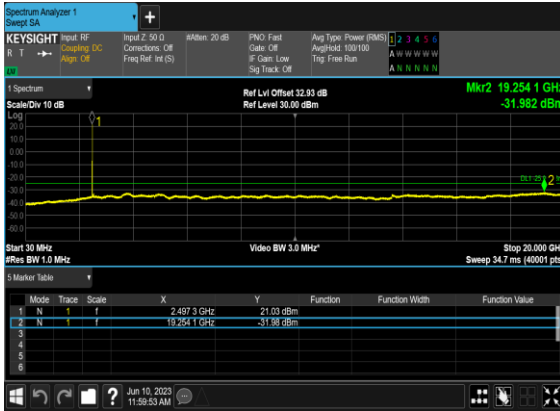 Spectrum Analyzer 1
Swept SA
+
KEYSIGHT Input: RF Input Z: 50 Ω #Atten: 20 dB PNO: Fast Avg Type: Power (RMS) 1 2 3 4 5 6
R T Coupling: DC Corrections: Off Gate: Off Avg|Hold: 100/100 A W W W W W
Align: Off Freq Ref: Int (S) IF Gain: Low Trig: Free Run
Sig Track: Off A N N N N N
1 Spectrum
Ref Lvl Offset 32.93 dB Mkr2 19.254 1 GHz
Scale/Div 10 dB Ref Level 30.00 dBm -31.982 dBm
Log
20.0
10.0
0.00
-10.0
-20.0
-30.0
-40.0
-50.0
-60.0
1
2
Start 30 MHz Video BW 3.0 MHz* Stop 20.000 GHz
#Res BW 1.0 MHz Sweep 34.7 ms (40001 pts)
5 Marker Table
Mode Trace Scale X Y Function Function Width Function Value
1 N 1 f 2.497 3 GHz 21.03 dBm
2 N 1 f 19.254 1 GHz -31.98 dBm
3
4
5
6
?
Jun 10, 2023
11:59:53 AM